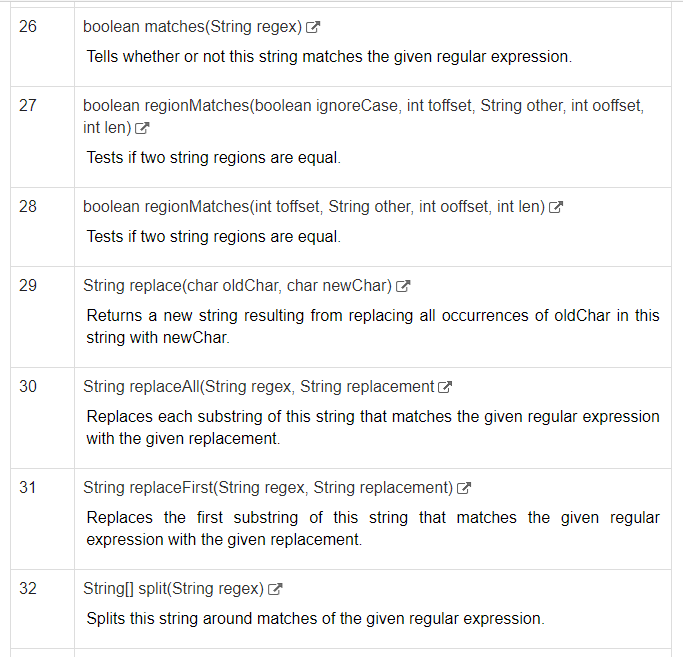 26 boolean matches(String regex)
Tells whether or not this string matches the given regular expression.
27 boolean regionMatches(boolean ignoreCase, int toffset, String other, int ooffset,
int len)
Tests if two string regions are equal.
28 boolean regionMatches(int toffset, String other, int ooffset, int len)
Tests if two string regions are equal.
29 String replace(char oldChar, char newChar)
Returns a new string resulting from replacing all occurrences of oldChar in this
string with newChar.
30 String replaceAll(String regex, String replacement
Replaces each substring of this string that matches the given regular expression
with the given replacement.
31 String replaceFirst(String regex, String replacement)
Replaces the first substring of this string that matches the given regular
expression with the given replacement.
32 String[] split(String regex)
Splits this string around matches of the given regular expression.